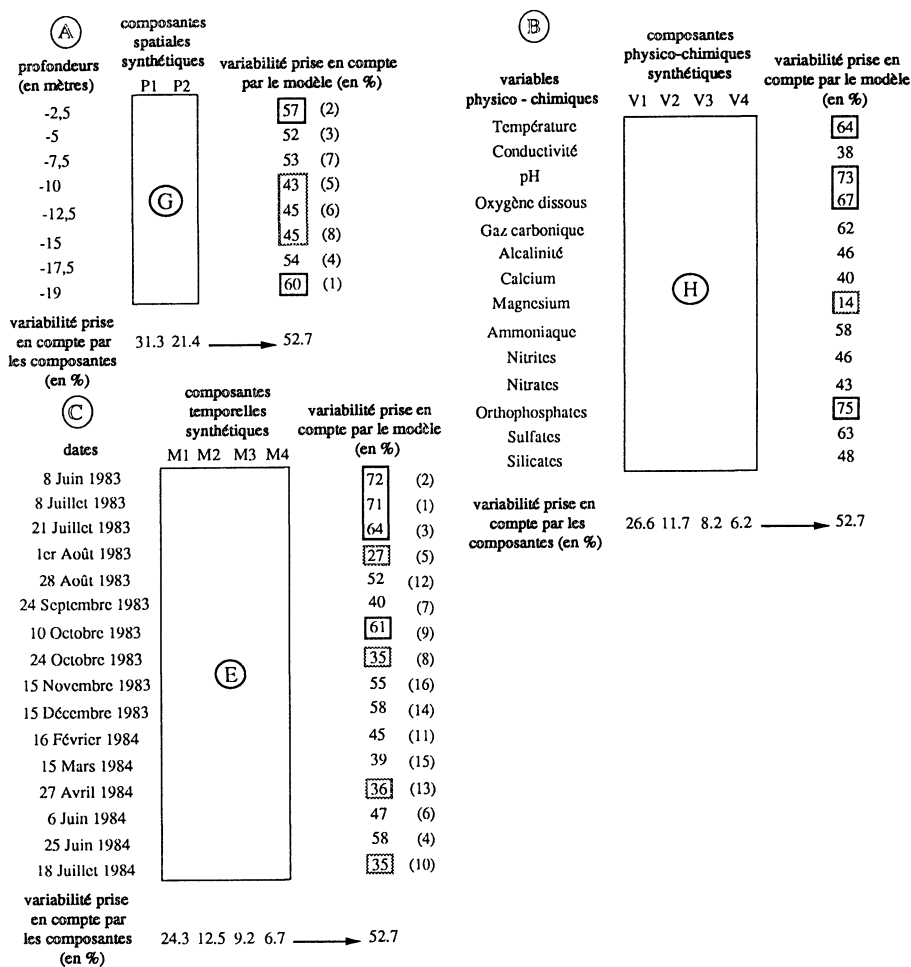 A
composantes
spatiales
synthétiques
profondeurs
(en mètres)
P1 P2
variabilité prise en compte
par le modèle (en %)
-2,5 57 (2)
-5 52 (3)
-7,5 53 (7)
-10 43 (5)
-12,5 45 (6)
-15 45 (8)
-17,5 54 (4)
-19 60 (1)
G
variabilité prise
en compte par
les composantes
(en %)
31.3 21.4 52.7
B
composantes
physico-chimiques
synthétiques
variables
physico - chimiques
V1 V2 V3 V4
variabilité prise en
compte par le modèle
(en %)
Température 64
Conductivité 38
pH 73
Oxygène dissous 67
Gaz carbonique 62
Alcalinité 46
Calcium 40
Magnesium 14
Ammoniaque 58
Nitrites 46
Nitrates 43
Orthophosphates 75
Sulfates 63
Silicates 48
H
variabilité prise en
compte par les
composantes (en %)
26.6 11.7 8.2 6.2 52.7
C
composantes
temporelles
synthétiques
dates
M1 M2 M3 M4
variabilité prise en
compte par le modèle
(en %)
8 Juin 1983 72 (2)
8 Juillet 1983 71 (1)
21 Juillet 1983 64 (3)
1er Août 1983 27 (5)
28 Août 1983 52 (12)
24 Septembre 1983 40 (7)
10 Octobre 1983 61 (9)
24 Octobre 1983 35 (8)
15 Novembre 1983 55 (16)
15 Décembre 1983 58 (14)
16 Février 1984 45 (11)
15 Mars 1984 39 (15)
27 Avril 1984 36 (13)
6 Juin 1984 47 (6)
25 Juin 1984 58 (4)
18 Juillet 1984 35 (10)
E
variabilité prise
en compte par
les composantes
(en %)
24.3 12.5 9.2 6.7 52.7